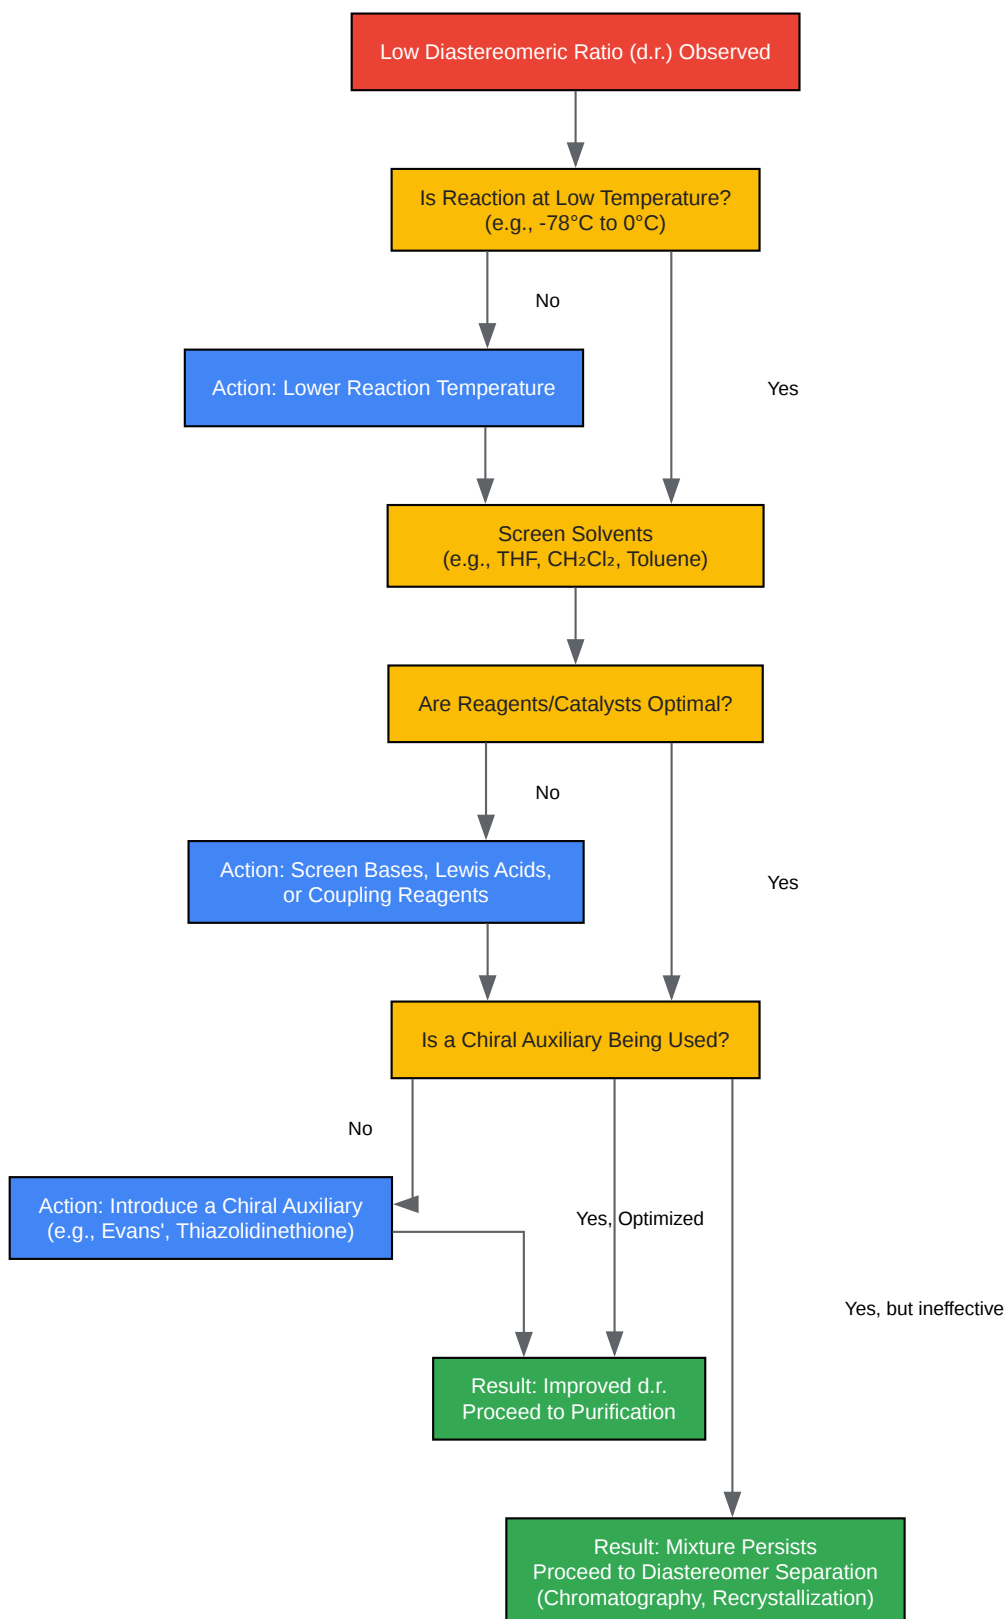 Low Diastereomeric Ratio (d.r.) Observed
Is Reaction at Low Temperature?
(e.g., -78°C to 0°C)
No
Action: Lower Reaction Temperature
Yes
Screen Solvents
(e.g., THF, CH₂Cl₂, Toluene)
Are Reagents/Catalysts Optimal?
No
Action: Screen Bases, Lewis Acids,
or Coupling Reagents
Yes
Is a Chiral Auxiliary Being Used?
No
Action: Introduce a Chiral Auxiliary
(e.g., Evans', Thiazolidinethione)
Yes, Optimized
Yes, but ineffective
Result: Improved d.r.
Proceed to Purification
Result: Mixture Persists
Proceed to Diastereomer Separation
(Chromatography, Recrystallization)